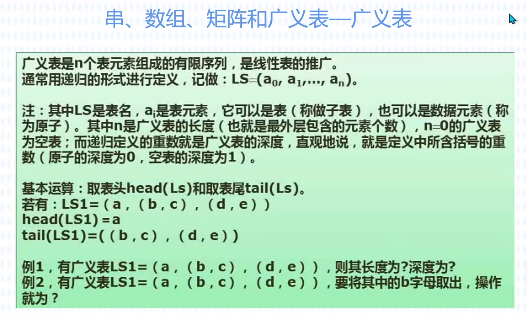 串、数组、矩阵和广义表—广义表
广义表是n个表元素组成的有限序列，是线性表的推广。
通常用递归的形式进行定义，记做：LS=(a0, a1,..., an)。
注：其中LS是表名，ai是表元素，它可以是表（称做子表），也可以是数据元素（称
为原子）。其中n是广义表的长度（也就是最外层包含的元素个数），n=0的广义表
为空表；而递归定义的重数就是广义表的深度，直观地说，就是定义中所含括号的重
数（原子的深度为0，空表的深度为1）。
基本运算：取表头head(Ls)和取表尾tail(Ls)。
若有：LS1=（a，（b，c），（d，e））
head(LS1)=a
tail(LS1)=(（b，c），（d，e）)
例1，有广义表LS1=（a，（b，c），（d，e）），则其长度为?深度为?
例2，有广义表LS1=（a，（b，c），（d，e）），要将其中的b字母取出，操作
就为？